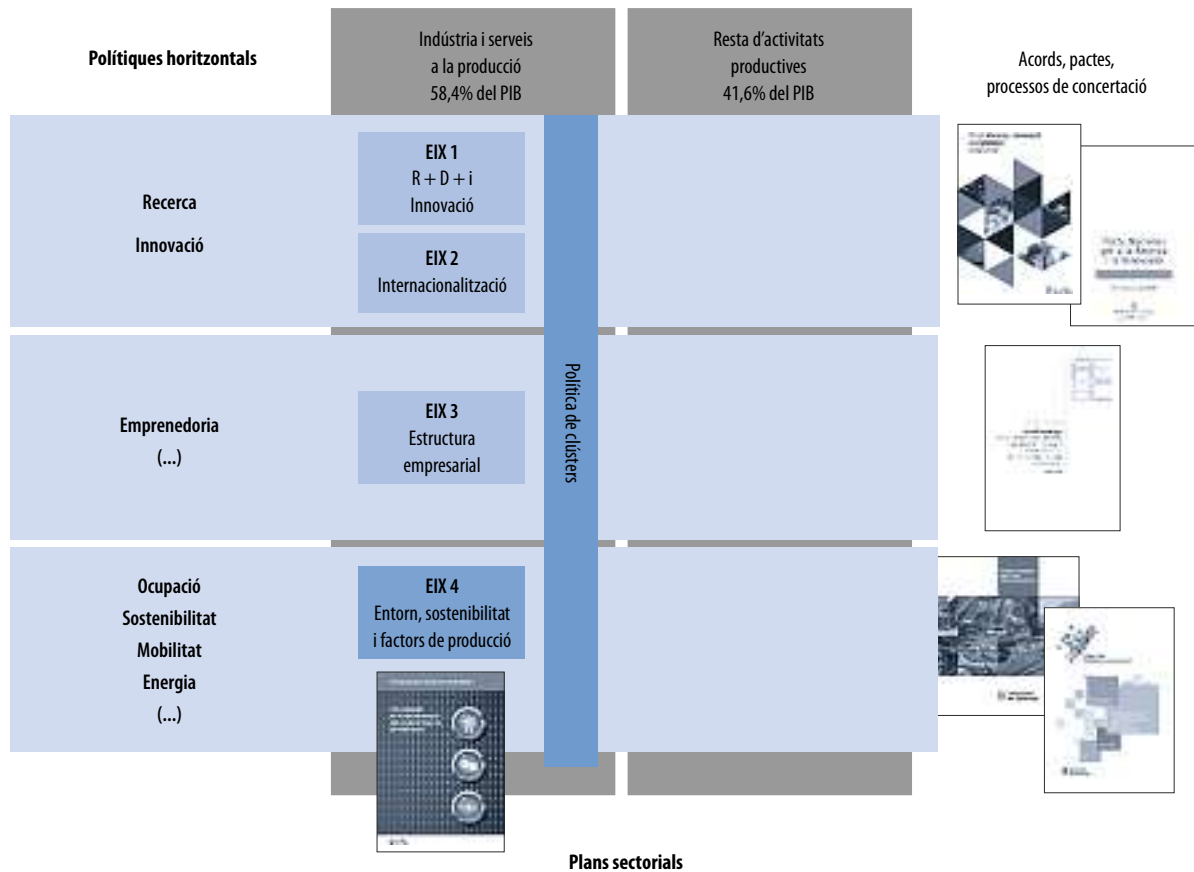 Polítiques horitzontals
Indústria i serveis
a la producció
58,4% del PIB
Resta d'activitats
productives
41,6% del PIB
Acords, pactes,
processos de concertació
Recerca
Innovació
EIX 1
R + D + i
Innovació
EIX 2
Internacionalització
Política de clústers
Emprenedoria
(...)
EIX 3
Estructura
empresarial
Ocupació
Sostenibilitat
Mobilitat
Energia
(...)
EIX 4
Entorn, sostenibilitat
i factors de producció
Plans sectorials